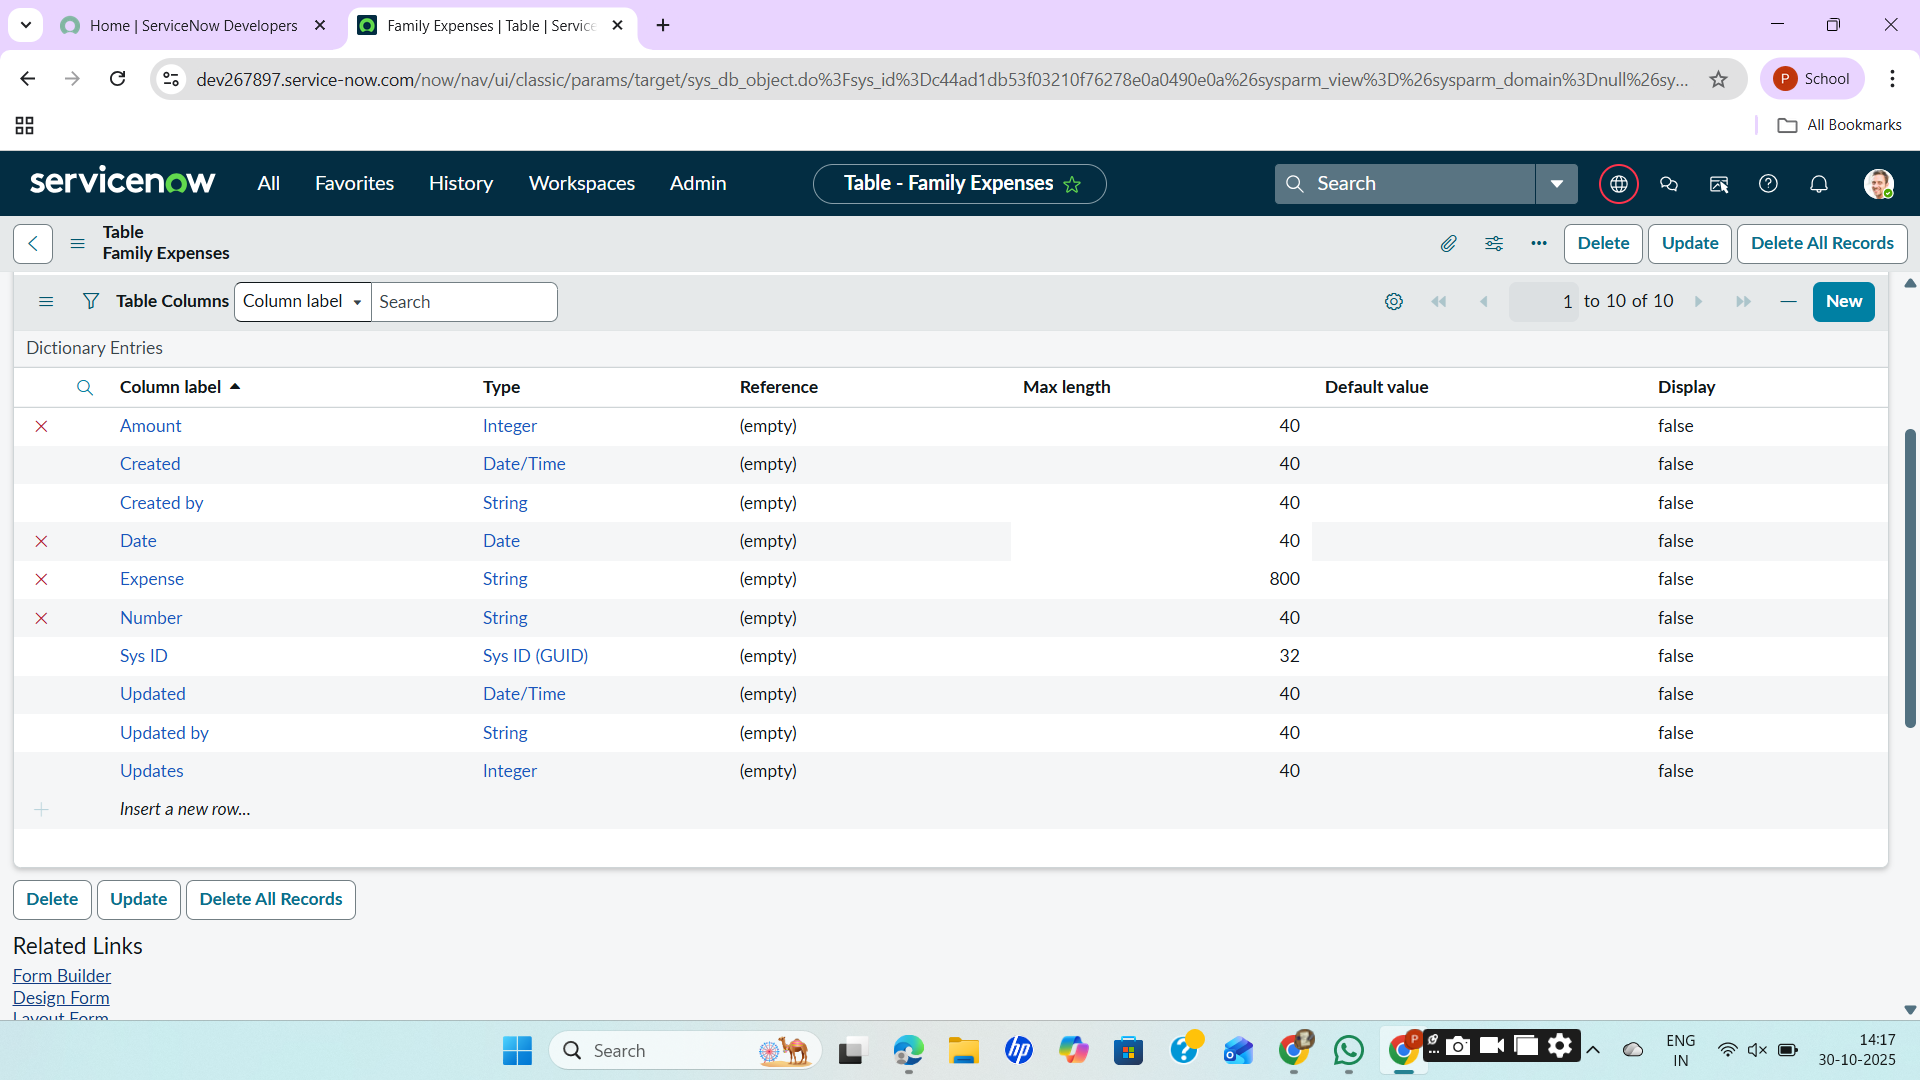 Home | ServiceNow Developers
Family Expenses | Table | Service
dev267897.service-now.com/now/nav/ui/classic/params/target/sys_db_object.do%3Fsys_id%3Dc44ad1db53f03210f76278e0a0490e0a%26sysparm_view%3D%26sysparm_domain%3Dnull%26sy...
P School
All Bookmarks
servicenow All Favorites History Workspaces Admin Table - Family Expenses Search
Table
Family Expenses
Delete Update Delete All Records
Table Columns Column label Search 1 to 10 of 10 New
Dictionary Entries
Column label Type Reference Max length Default value Display
Amount Integer (empty) 40 false
Created Date/Time (empty) 40 false
Created by String (empty) 40 false
Date Date (empty) 40 false
Expense String (empty) 800 false
Number String (empty) 40 false
Sys ID Sys ID (GUID) (empty) 32 false
Updated Date/Time (empty) 40 false
Updated by String (empty) 40 false
Updates Integer (empty) 40 false
Insert a new row...
Delete Update Delete All Records
Related Links
Form Builder
Design Form
Layout Form
Search
hp
P
ENG
IN
14:17
30-10-2025